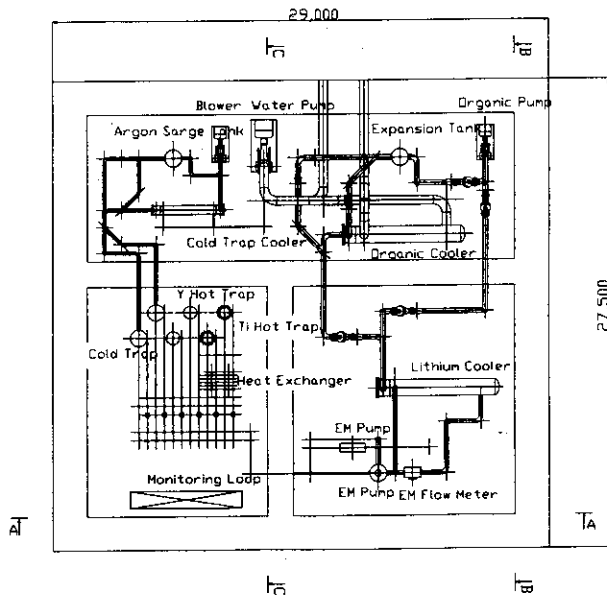 29,000
C
B
Blower Water Pump
Organic Pump
Argon Sarge Tank
Expansion Tank
Cold Trap Cooler
Organic Cooler
Y Hot Trap
Ti Hot Trap
Cold Trap
Heat Exchanger
Lithium Cooler
27,500
EM Pump
Monitoring Loop
EM Pump
EM Flow Meter
A
A
C
B